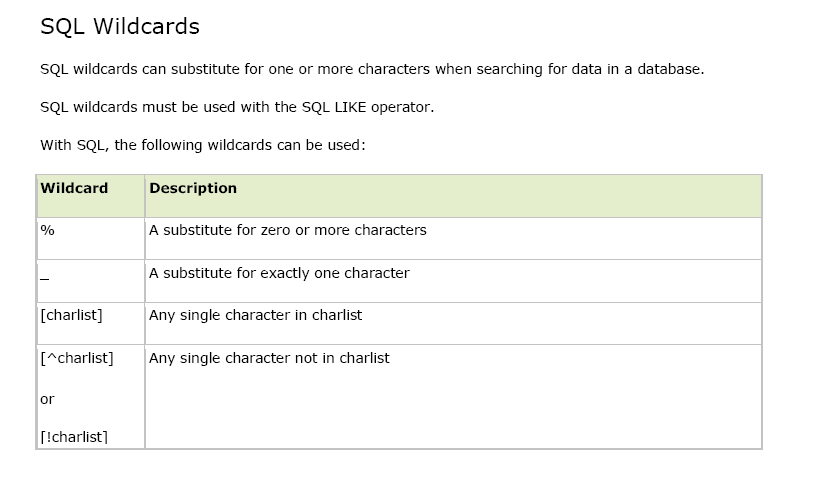 SQL Wildcards
SQL wildcards can substitute for one or more characters when searching for data in a database.
SQL wildcards must be used with the SQL LIKE operator.
With SQL, the following wildcards can be used:
Wildcard Description
% A substitute for zero or more characters
_ A substitute for exactly one character
[charlist] Any single character in charlist
[^charlist] Any single character not in charlist
or
[!charlist]